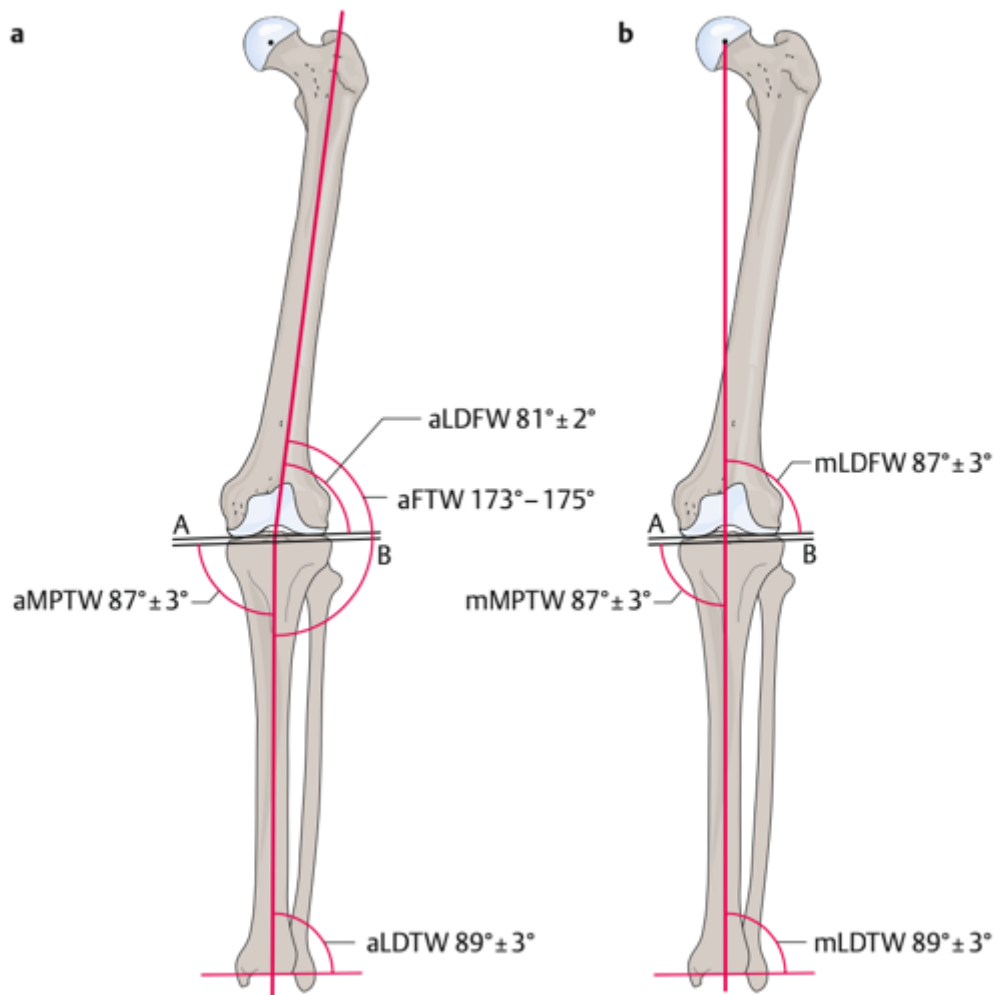 a
b
aLDFW 81°± 2°
aFTW 173°– 175°
mLDFW 87°± 3°
A
B
A
B
aMPTW 87°± 3°
mMPTW 87°± 3°
aLDTW 89°± 3°
mLDTW 89°± 3°